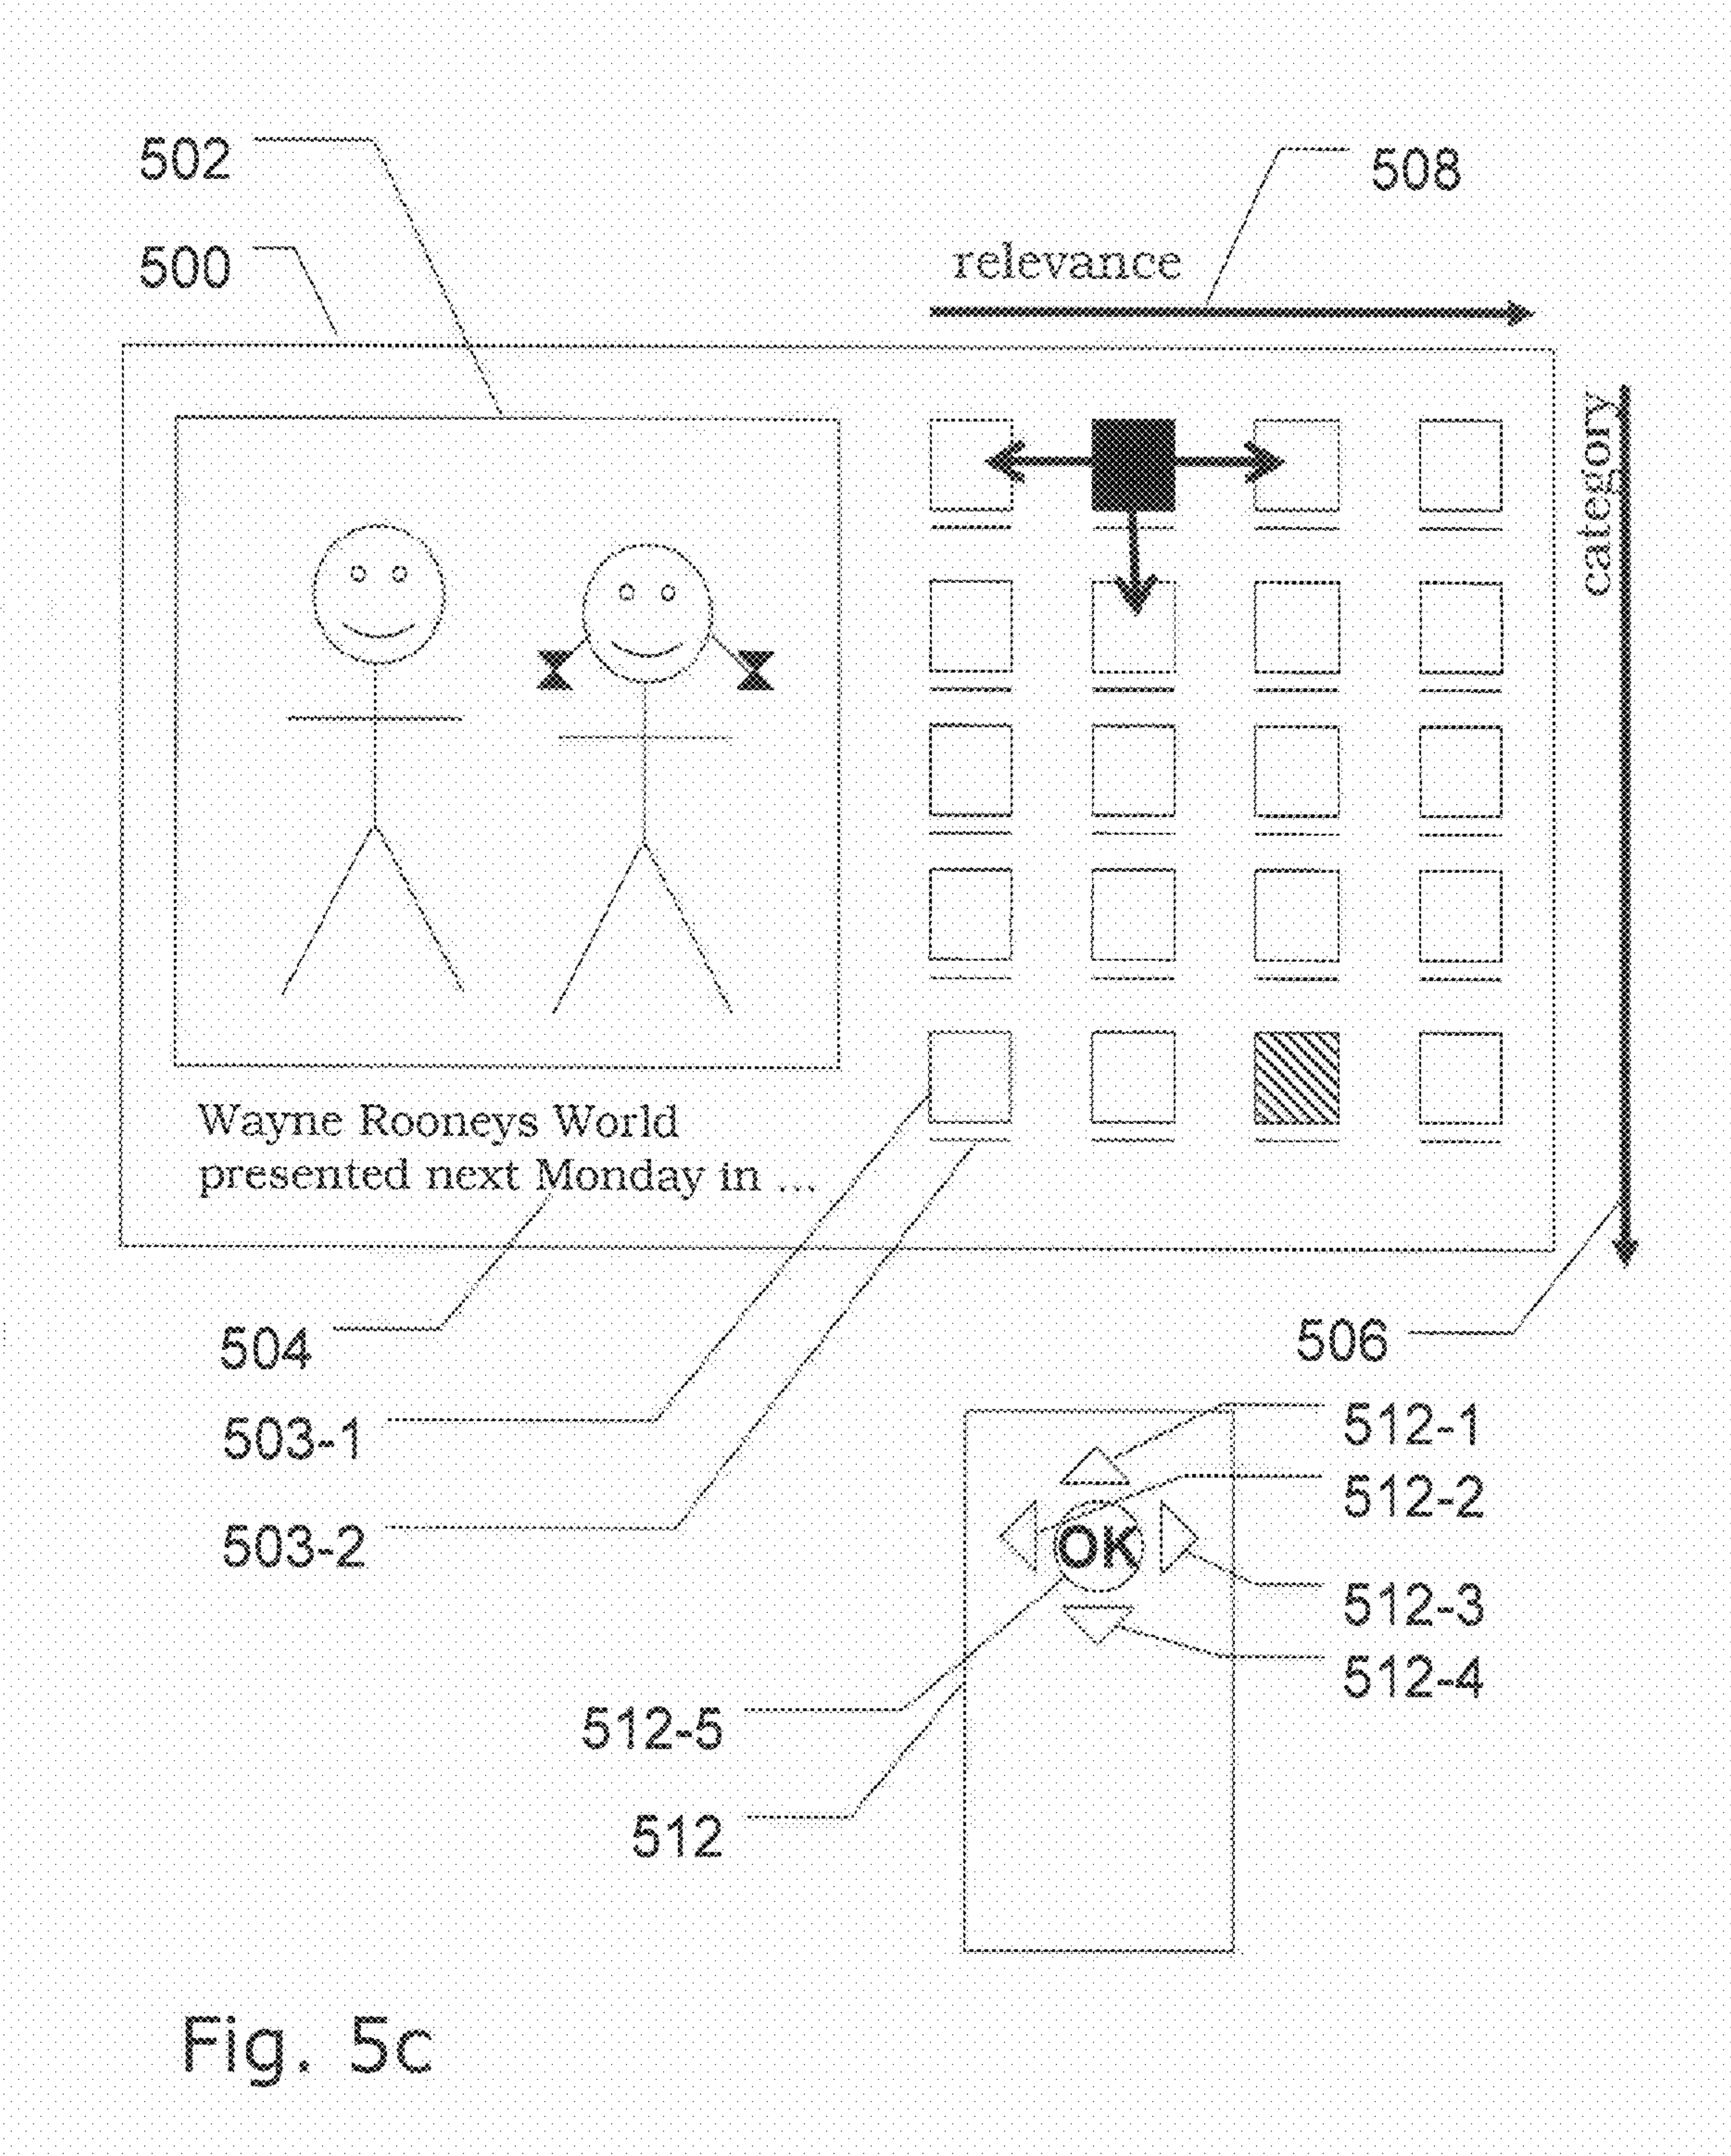 502
508
500
relevance
category
Wayne Rooneys World
presented next Monday in ...
504
506
503-1
512-1
512-2
503-2
OK
512-3
512-4
512-5
512
Fig. 5c